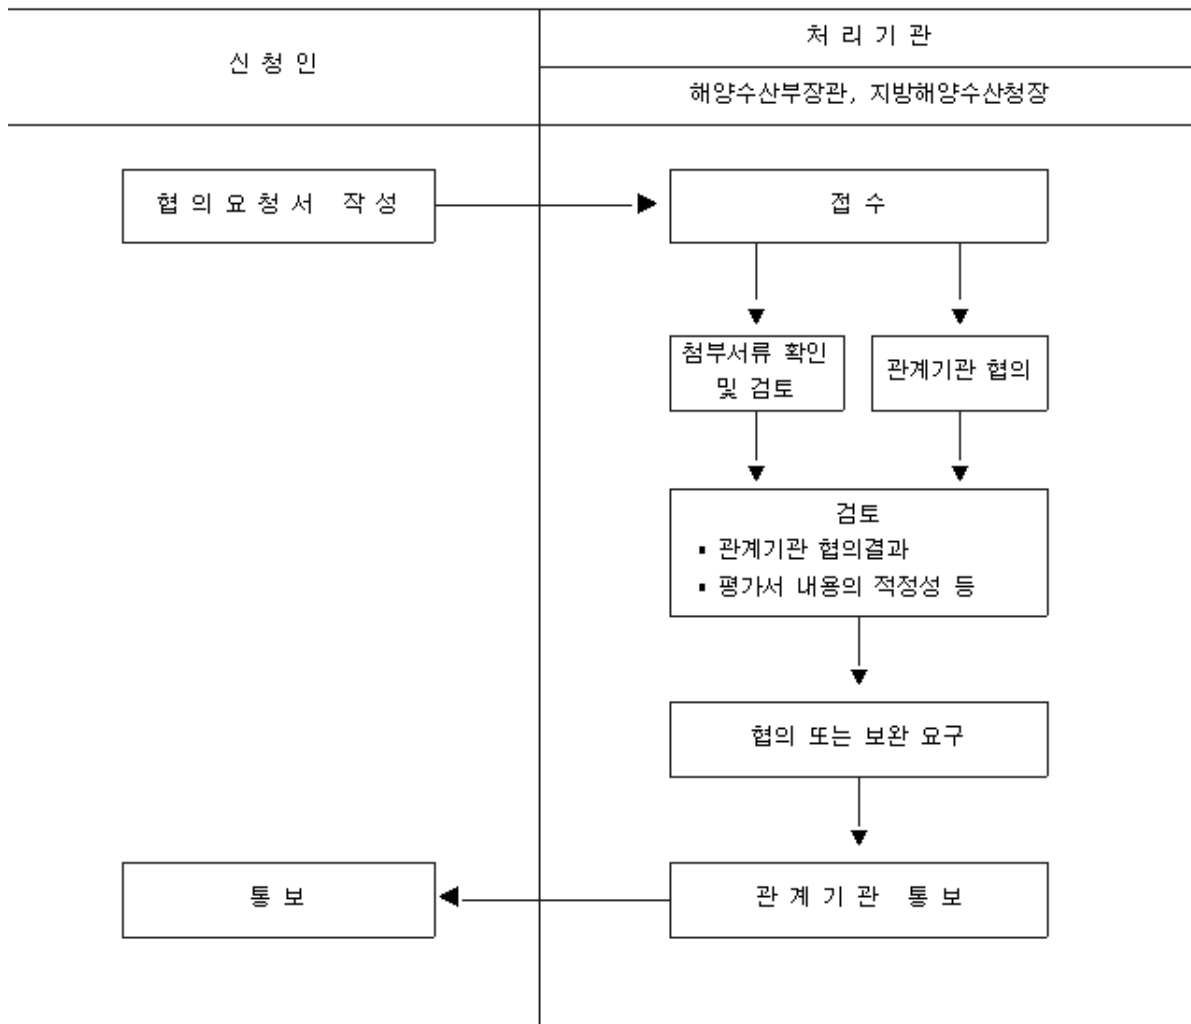 신 청 인
처 리 기 관
해양수산부장관, 지방해양수산청장
협 의 요 청 서 작 성
접 수
첨부서류 확인
및 검토
관계기관 협의
검토
▪ 관계기관 협의결과
▪ 평가서 내용의 적정성 등
협의 또는 보완 요구
통 보
관 계 기 관 통 보